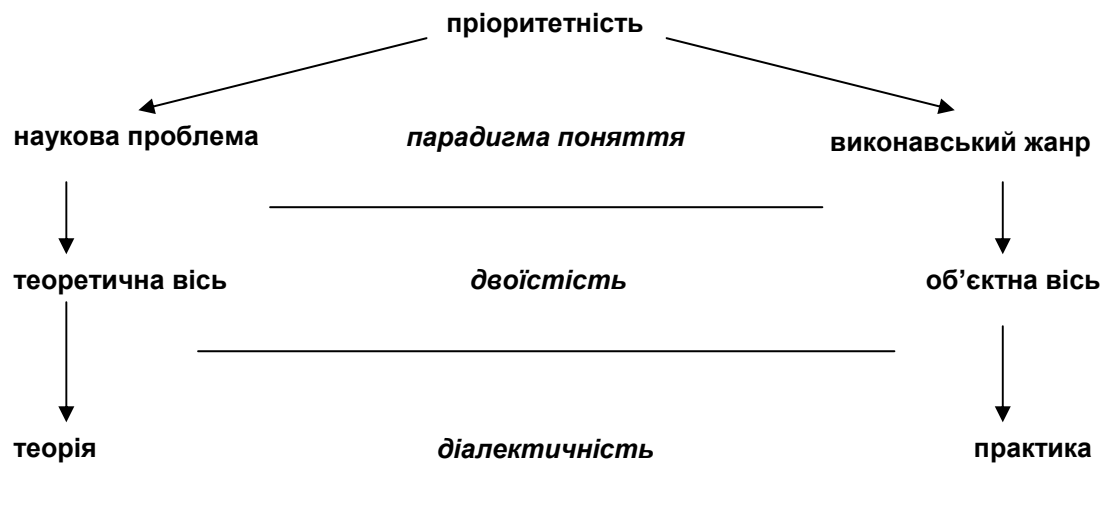 пріоритетність
наукова проблема парадигма поняття виконавський жанр
теоретична вісь двоїстість об’єктна вісь
теорія діалектичність практика